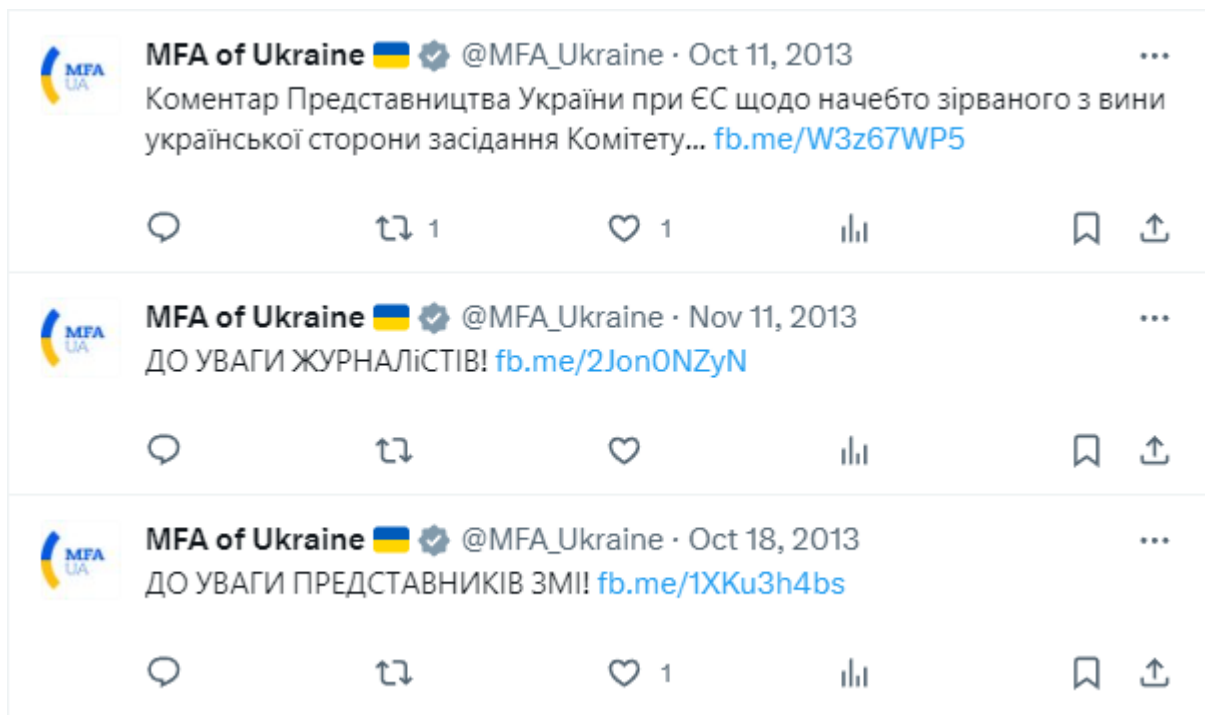 MFA UA
MFA of Ukraine 🇺🇦 @MFA_Ukraine · Oct 11, 2013
Коментар Представництва України при ЄС щодо начебто зірваного з вини
української сторони засідання Комітету... fb.me/W3z67WP5
1 1
MFA UA
MFA of Ukraine 🇺🇦 @MFA_Ukraine · Nov 11, 2013
ДО УВАГИ ЖУРНАЛіСТІВ! fb.me/2Jon0NZyN
MFA UA
MFA of Ukraine 🇺🇦 @MFA_Ukraine · Oct 18, 2013
ДО УВАГИ ПРЕДСТАВНИКІВ ЗМІ! fb.me/1XKu3h4bs
1